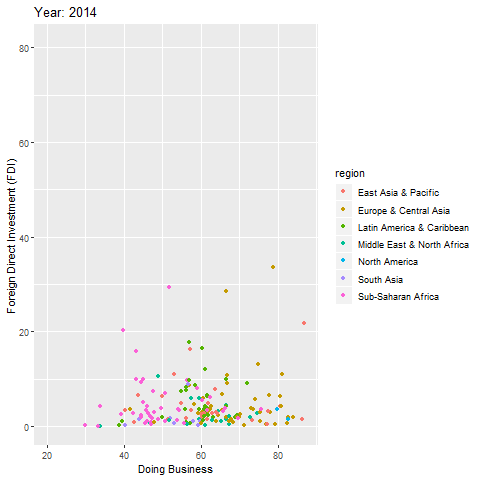 Year: 2014
80
60
40
20
0
20
40
60
80
Doing Business
Foreign Direct Investment (FDI)
region
East Asia & Pacific
Europe & Central Asia
Latin America & Caribbean
Middle East & North Africa
North America
South Asia
Sub-Saharan Africa